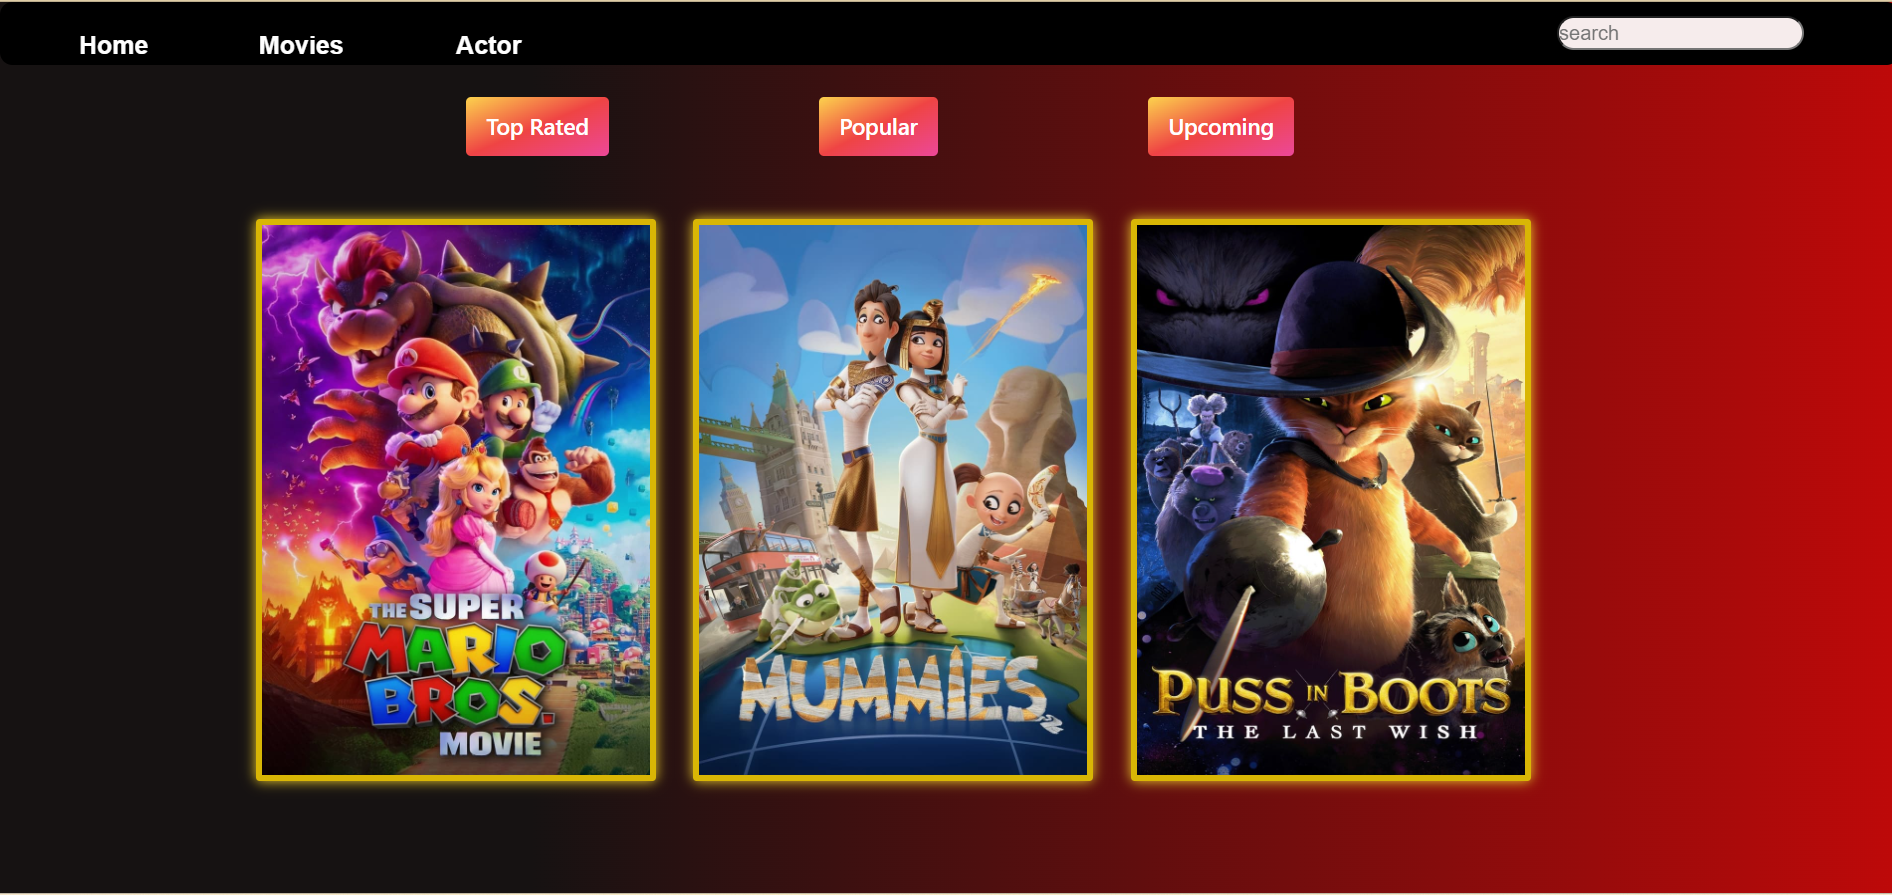 Home Movies Actor search
Top Rated Popular Upcoming
THE SUPER
MARIO
BROS.
MOVIE
MUMMIES
PUSS IN BOOTS
THE LAST WISH